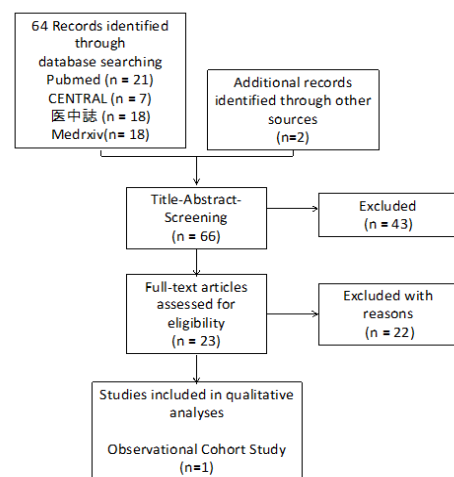 64 Records identified
through
database searching
Pubmed (n = 21)
CENTRAL (n = 7)
医中誌 (n = 18)
Medrxiv(n= 18)
Additional records
identified through other
sources
(n=2)
Title-Abstract-
Screening
(n = 66)
Excluded
(n = 43)
Full-text articles
assessed for
eligibility
(n = 23)
Excluded with
reasons
(n = 22)
Studies included in qualitative
analyses
Observational Cohort Study
(n=1)